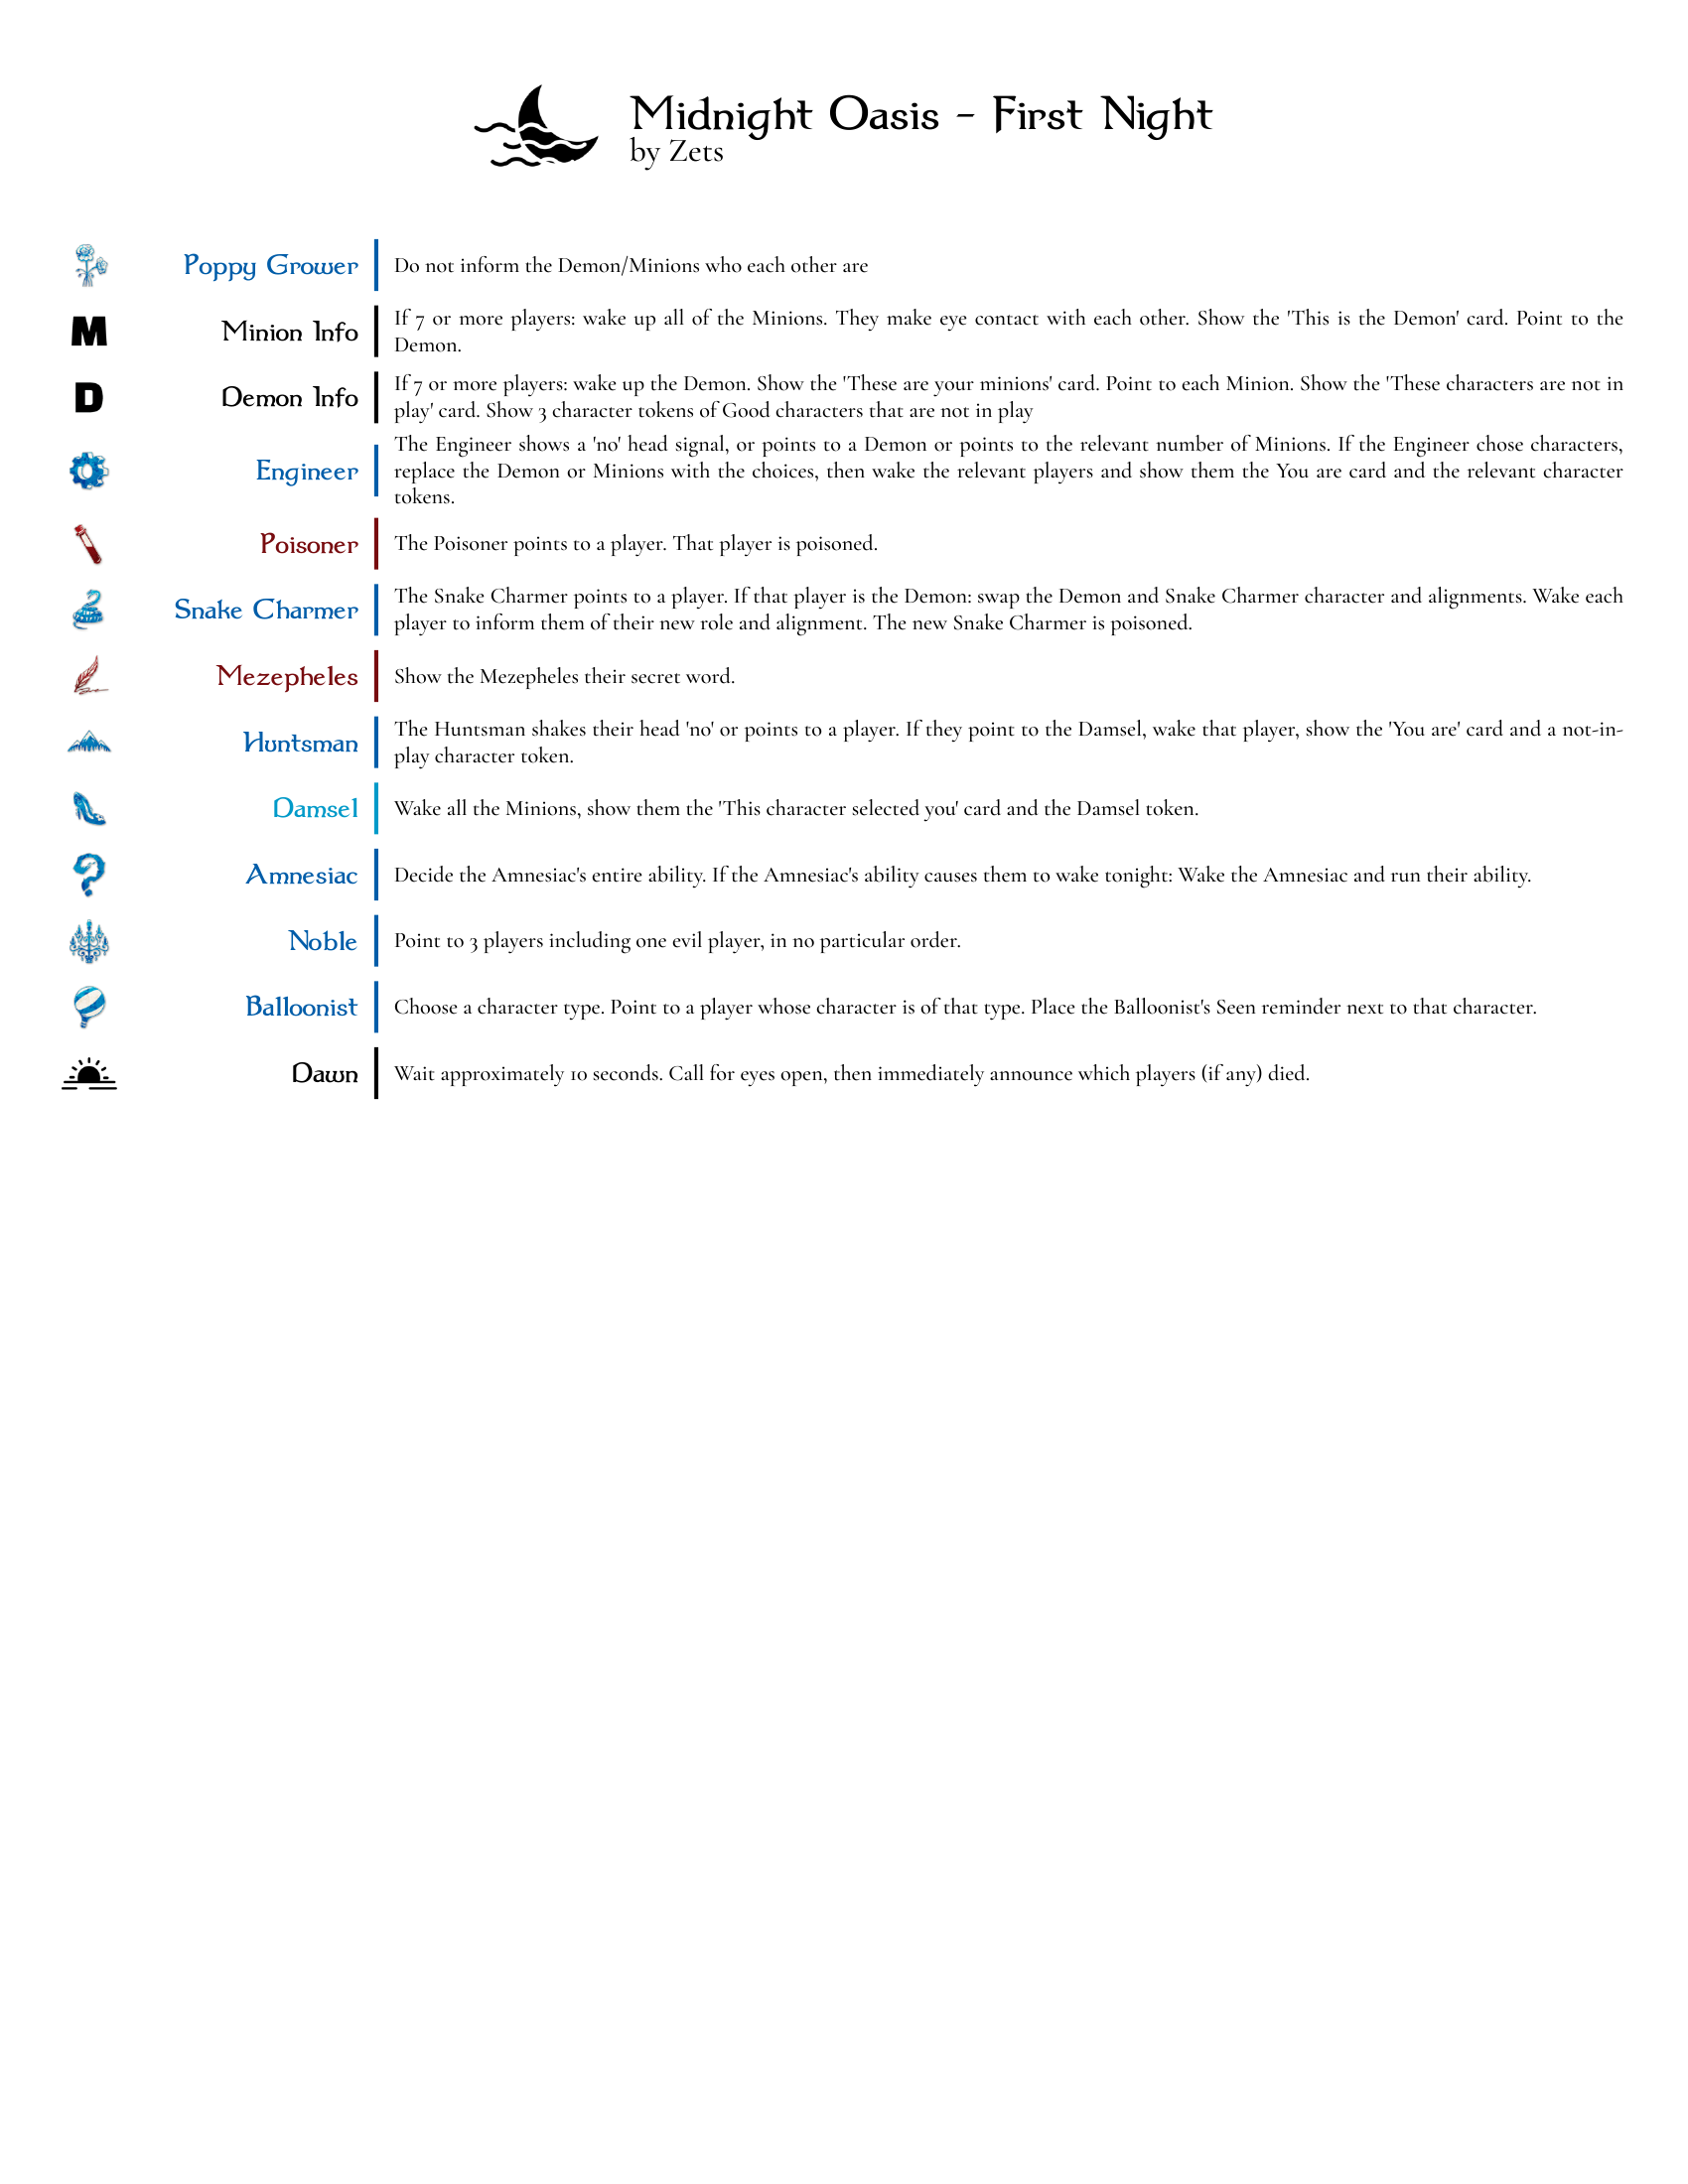 Midnight Oasis - First Night
by Zets
Poppy Grower
Do not inform the Demon/Minions who each other are
M
Minion Info
If 7 or more players: wake up all of the Minions. They make eye contact with each other. Show the 'This is the Demon' card. Point to the
Demon.
D
Demon Info
If 7 or more players: wake up the Demon. Show the 'These are your minions' card. Point to each Minion. Show the 'These characters are not in
play' card. Show 3 character tokens of Good characters that are not in play
Engineer
The Engineer shows a 'no' head signal, or points to a Demon or points to the relevant number of Minions. If the Engineer chose characters,
replace the Demon or Minions with the choices, then wake the relevant players and show them the You are card and the relevant character
tokens.
Poisoner
The Poisoner points to a player. That player is poisoned.
Snake Charmer
The Snake Charmer points to a player. If that player is the Demon: swap the Demon and Snake Charmer character and alignments. Wake each
player to inform them of their new role and alignment. The new Snake Charmer is poisoned.
Mezepheles
Show the Mezepheles their secret word.
Huntsman
The Huntsman shakes their head 'no' or points to a player. If they point to the Damsel, wake that player, show the 'You are' card and a not-in-
play character token.
Damsel
Wake all the Minions, show them the 'This character selected you' card and the Damsel token.
?
Amnesiac
Decide the Amnesiac's entire ability. If the Amnesiac's ability causes them to wake tonight: Wake the Amnesiac and run their ability.
Noble
Point to 3 players including one evil player, in no particular order.
Balloonist
Choose a character type. Point to a player whose character is of that type. Place the Balloonist's Seen reminder next to that character.
Dawn
Wait approximately 10 seconds. Call for eyes open, then immediately announce which players (if any) died.